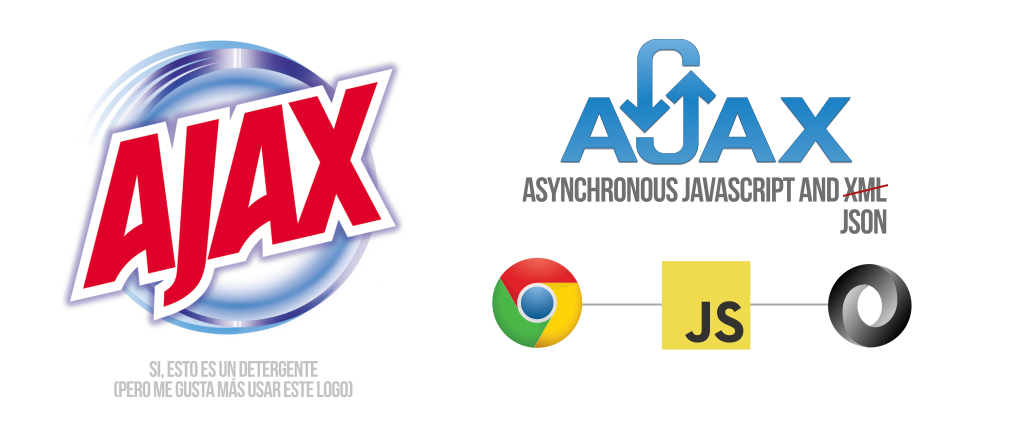 AJAX
SI, ESTO ES UN DETERGENTE
(PERO ME GUSTA MÁS USAR ESTE LOGO)
AJAX
ASYNCHRONOUS JAVASCRIPT AND XML
JSON
JS